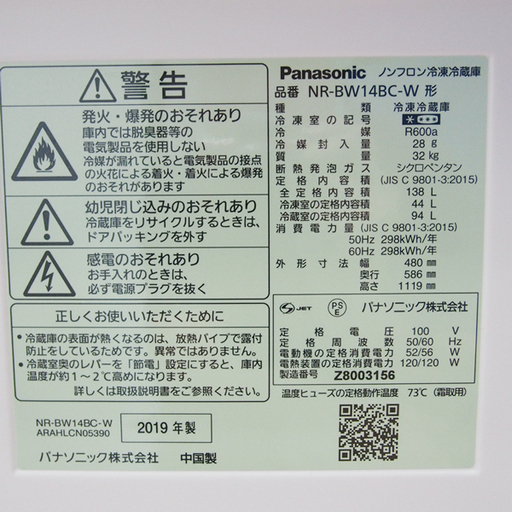 警告
発火・爆発のおそれあり
庫内では脱臭器等の
電気製品を使用しない
冷媒が漏れていると電気製品の接点
の火花による着火・着火による爆発
のおそれあり
幼児閉じ込みのおそれあり
冷蔵庫をリサイクルするときは、
ドアパッキングを外す
感電のおそれあり
お手入れのときは、
必ず電源プラグを抜く
正しくお使いいただくために
•冷蔵庫の表面が熱くなるのは、放熱パイプで露付
防止をしているためです。異常ではありません。
•冷蔵室奥のレバーを「節電」設定にすると、庫内
温度が約1~2℃高めになります。
詳しくは取扱説明書をご参照ください。
NR-BW14BC-W
ARAHLCN05390
2019年製
パナソニック株式会社 中国製
Panasonic ノンフロン冷凍冷蔵庫
品番 NR-BW14BC-W 形
種類 冷凍冷蔵庫
冷凍室の記号
冷媒 R600a
冷媒封入量 28g
質量 32kg
断熱発泡ガス シクロペンタン
定格内容積 (JIS C 9801-3:2015)
全定格内容積 138 L
冷凍室の定格内容積 44 L
冷蔵室の定格内容積 94 L
消費電力量 (JIS C 9801-3:2015)
50Hz 298kWh/年
60Hz 298kWh/年
外形寸法 幅 480 mm
奥行 586 mm
高さ 1119 mm
S JET PS E パナソニック株式会社
定格電圧 100 V
定格周波数 50/60 Hz
電動機の定格消費電力 52/56 W
電熱装置の定格消費電力 120/120 W
製造番号 Z8003156
温度ヒューズの定格動作温度 73℃(霜取用)